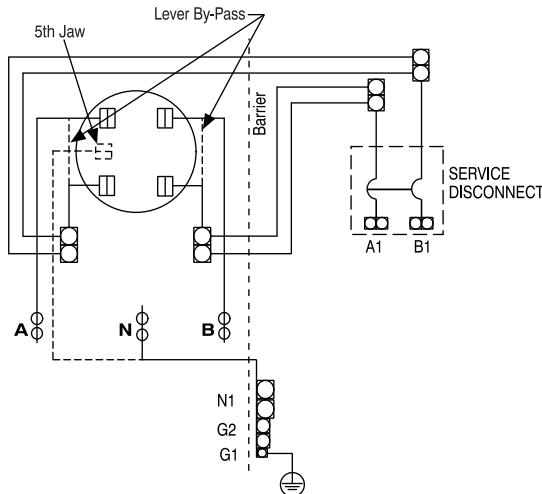 Lever By-Pass
5th Jaw
Barrier
SERVICE
DISCONNECT
A1 B1
A N B
N1
G2
G1